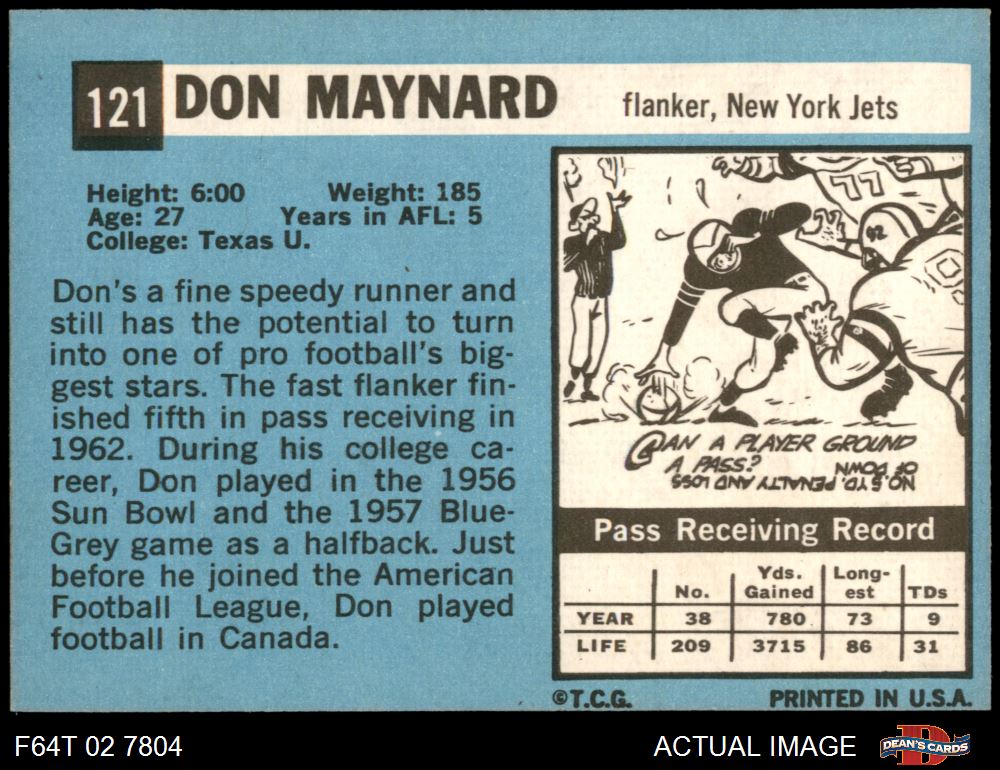 121 DON MAYNARD flanker, New York Jets
Height: 6:00 Weight: 185
Age: 27 Years in AFL: 5
College: Texas U.
Don's a fine speedy runner and
still has the potential to turn
into one of pro football's big-
gest stars. The fast flanker fin-
ished fifth in pass receiving in
1962. During his college ca-
reer, Don played in the 1956
Sun Bowl and the 1957 Blue-
Grey game as a halfback. Just
before he joined the American
Football League, Don played
football in Canada.
77
82
CAN A PLAYER GROUND
A PASS?
NO. 5 YD. PENALTY AND LOSS
OF DOWN
Pass Receiving Record
No. Yds. Gained Long-est TDs
YEAR 38 780 73 9
LIFE 209 3715 86 31
©T.C.G. PRINTED IN U.S.A.
F64T 02 7804 ACTUAL IMAGE DEAN'S CARDS